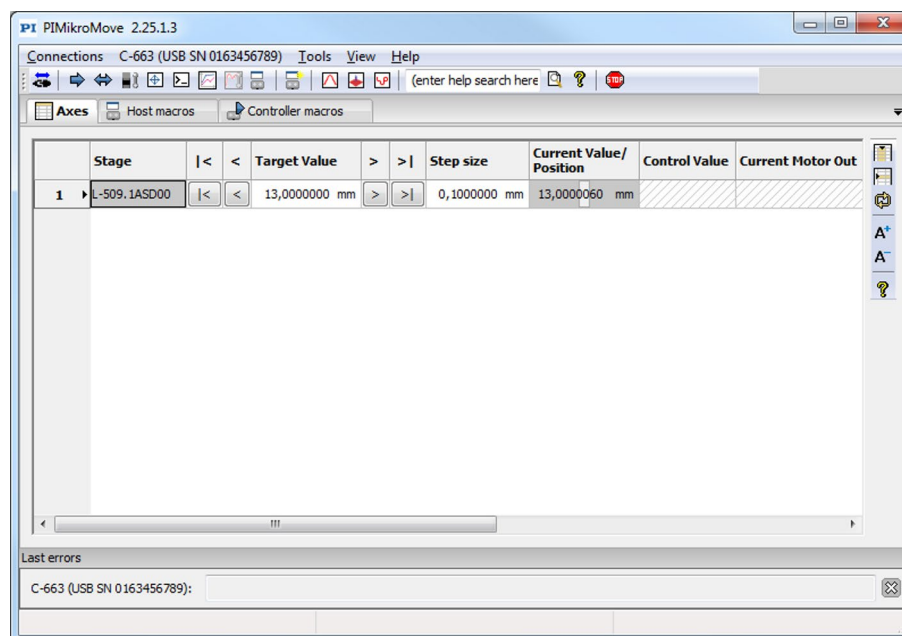 PI PIMikroMove 2.25.1.3
Connections C-663 (USB SN 0163456789) Tools View Help
(enter help search here STOP
Axes Host macros Controller macros
Stage |< < Target Value > >| Step size Current Value/ Position Control Value Current Motor Out
1 L-509.1ASD00 |< < 13,0000000 mm > >| 0,1000000 mm 13,0000060 mm
A+
A-
Last errors
C-663 (USB SN 0163456789):